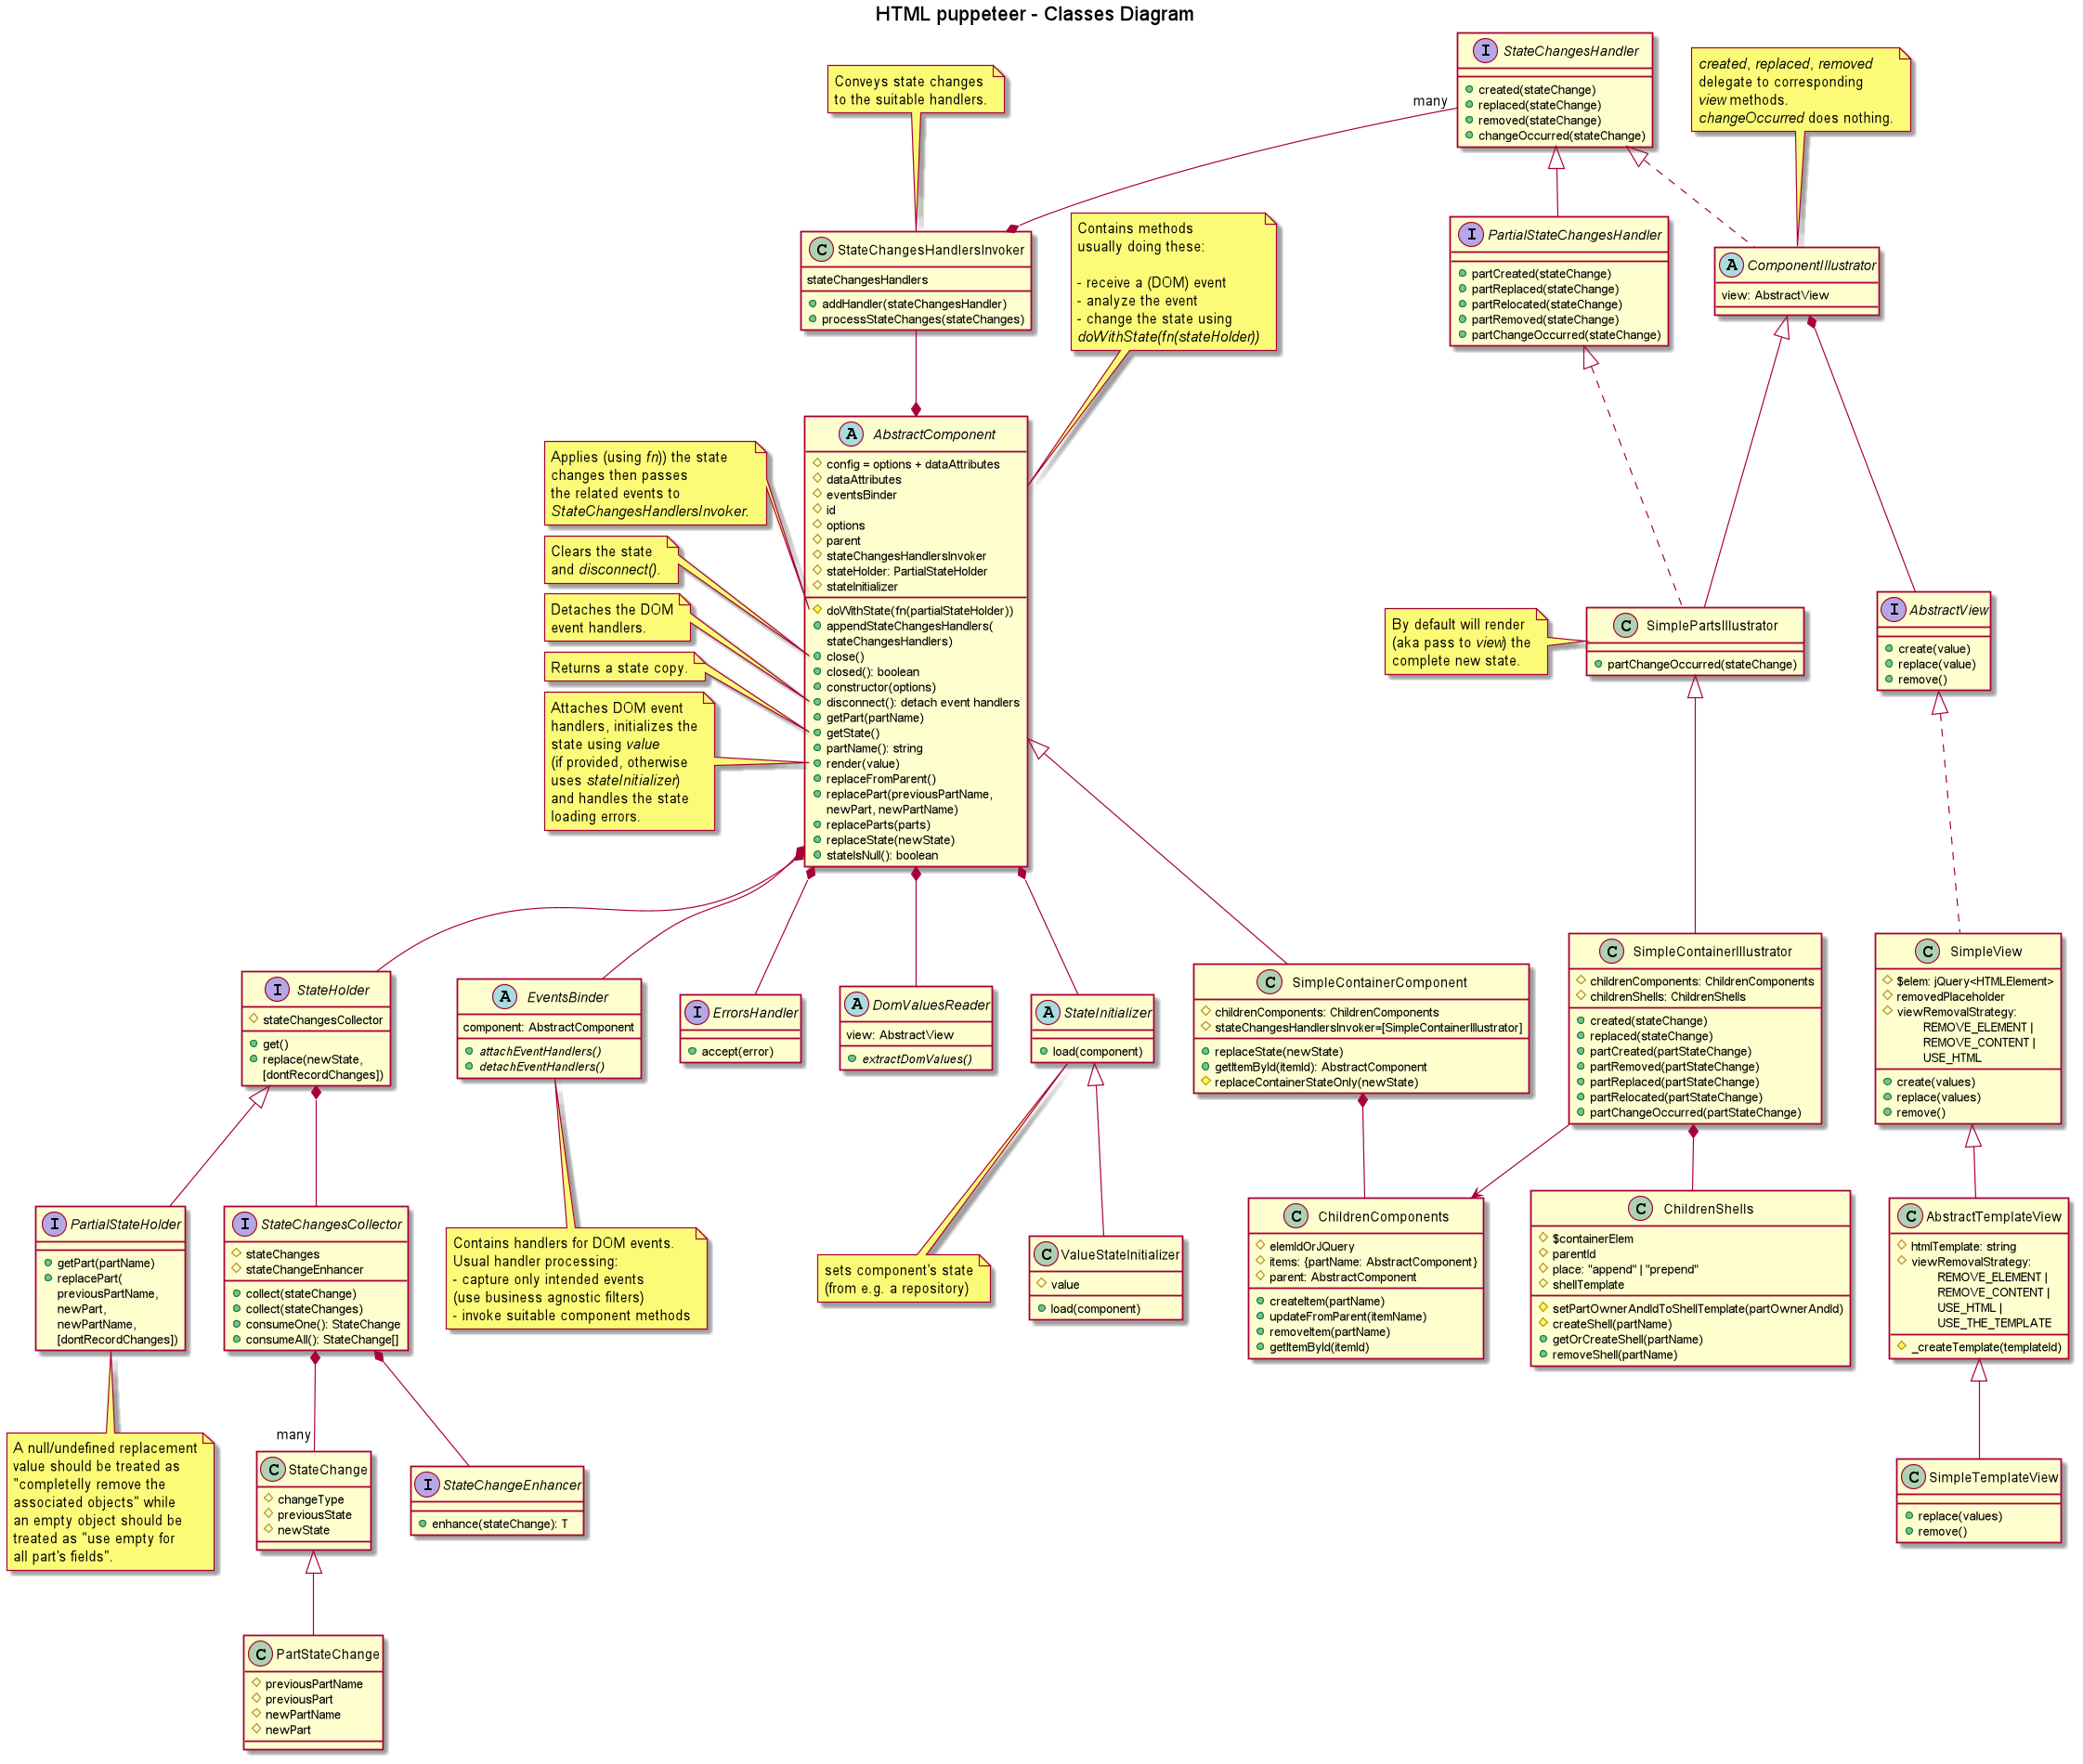 HTML puppeteer - Classes Diagram
I StateChangesHandler
created(stateChange)
replaced(stateChange)
removed(stateChange)
changeOccurred(stateChange)
created, replaced, removed
delegate to corresponding
view methods.
changeOccurred does nothing.
Conveys state changes
to the suitable handlers.
many
C StateChangesHandlersInvoker
stateChangesHandlers
addHandler(stateChangesHandler)
processStateChanges(stateChanges)
Contains methods
usually doing these:
- receive a (DOM) event
- analyze the event
- change the state using
doWithState(fn(stateHolder))
I PartialStateChangesHandler
partCreated(stateChange)
partReplaced(stateChange)
partRelocated(stateChange)
partRemoved(stateChange)
partChangeOccurred(stateChange)
A ComponentIllustrator
view: AbstractView
A AbstractComponent
config = options + dataAttributes
dataAttributes
eventsBinder
id
options
parent
stateChangesHandlersInvoker
stateHolder: PartialStateHolder
stateInitializer
doWithState(fn(partialStateHolder))
appendStateChangesHandlers(
stateChangesHandlers)
close()
closed(): boolean
constructor(options)
disconnect(): detach event handlers
getPart(partName)
getState()
partName(): string
render(value)
replaceFromParent()
replacePart(previousPartName,
newPart, newPartName)
replaceParts(parts)
replaceState(newState)
stateIsNull(): boolean
Applies (using fn)) the state
changes then passes
the related events to
StateChangesHandlersInvoker.
Clears the state
and disconnect().
Detaches the DOM
event handlers.
Returns a state copy.
Attaches DOM event
handlers, initializes the
state using value
(if provided, otherwise
uses stateInitializer)
and handles the state
loading errors.
By default will render
(aka pass to view) the
complete new state.
C SimplePartsIllustrator
partChangeOccurred(stateChange)
I AbstractView
create(value)
replace(value)
remove()
I StateHolder
stateChangesCollector
get()
replace(newState,
[dontRecordChanges])
A EventsBinder
component: AbstractComponent
attachEventHandlers()
detachEventHandlers()
I ErrorsHandler
accept(error)
A DomValuesReader
view: AbstractView
extractDomValues()
A StateInitializer
load(component)
C SimpleContainerComponent
childrenComponents: ChildrenComponents
stateChangesHandlersInvoker=[SimpleContainerIllustrator]
replaceState(newState)
getItemById(itemId): AbstractComponent
replaceContainerStateOnly(newState)
C SimpleContainerIllustrator
childrenComponents: ChildrenComponents
childrenShells: ChildrenShells
created(stateChange)
replaced(stateChange)
partCreated(partStateChange)
partRemoved(partStateChange)
partReplaced(partStateChange)
partRelocated(partStateChange)
partChangeOccurred(partStateChange)
C SimpleView
$elem: jQuery<HTMLElement>
removedPlaceholder
viewRemovalStrategy:
REMOVE_ELEMENT |
REMOVE_CONTENT |
USE_HTML
create(values)
replace(values)
remove()
I PartialStateHolder
getPart(partName)
replacePart(
previousPartName,
newPart,
newPartName,
[dontRecordChanges])
I StateChangesCollector
stateChanges
stateChangeEnhancer
collect(stateChange)
collect(stateChanges)
consumeOne(): StateChange
consumeAll(): StateChange[]
Contains handlers for DOM events.
Usual handler processing:
- capture only intended events
(use business agnostic filters)
- invoke suitable component methods
sets component's state
(from e.g. a repository)
C ValueStateInitializer
value
load(component)
C ChildrenComponents
elemIdOrJQuery
items: {partName: AbstractComponent}
parent: AbstractComponent
createItem(partName)
updateFromParent(itemName)
removeItem(partName)
getItemById(itemId)
C ChildrenShells
$containerElem
parentId
place: "append" | "prepend"
shellTemplate
setPartOwnerAndIdToShellTemplate(partOwnerAndId)
createShell(partName)
getOrCreateShell(partName)
removeShell(partName)
C AbstractTemplateView
htmlTemplate: string
viewRemovalStrategy:
REMOVE_ELEMENT |
REMOVE_CONTENT |
USE_HTML |
USE_THE_TEMPLATE
_createTemplate(templateId)
A null/undefined replacement
value should be treated as
"completelly remove the
associated objects" while
an empty object should be
treated as "use empty for
all part's fields".
many
C StateChange
changeType
previousState
newState
I StateChangeEnhancer
enhance(stateChange): T
C SimpleTemplateView
replace(values)
remove()
C PartStateChange
previousPartName
previousPart
newPartName
newPart